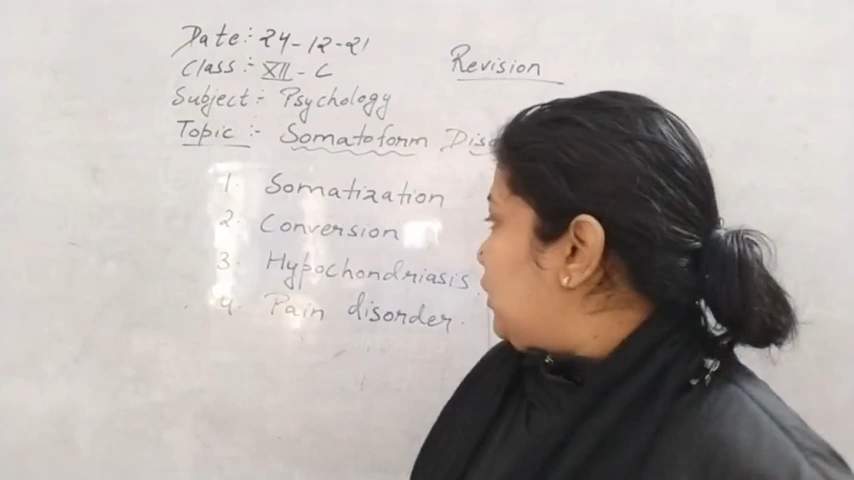 Date:- 24-12-21
Class:- XII - C
Revision
Subject:- Psychology
Topic :- Somatoform
1. Somatization
2. Conversion
3. Hypochondriasis
4. Pain disorder.